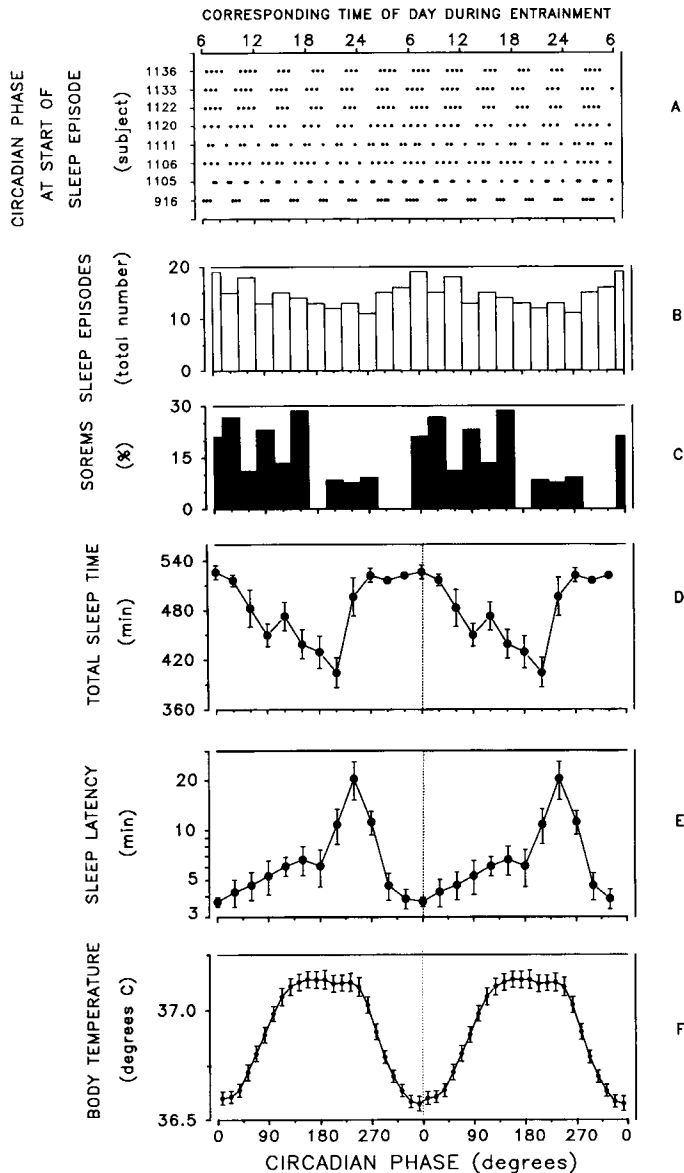 CORRESPONDING TIME OF DAY DURING ENTRAINMENT
6 12 18 24 6 12 18 24 6
CIRCADIAN PHASE
AT START OF
SLEEP EPISODE
(subject)
1136
1133
1122
1120
1111
1106
1105
916
A
SLEEP EPISODES
(total number)
20
10
0
B
SOREMS
(%)
30
15
0
C
TOTAL SLEEP TIME
(min)
540
480
420
360
D
SLEEP LATENCY
(min)
20
10
5
3
E
BODY TEMPERATURE
(degrees C)
37.0
36.5
F
0 90 180 270 0 90 180 270 0
CIRCADIAN PHASE (degrees)